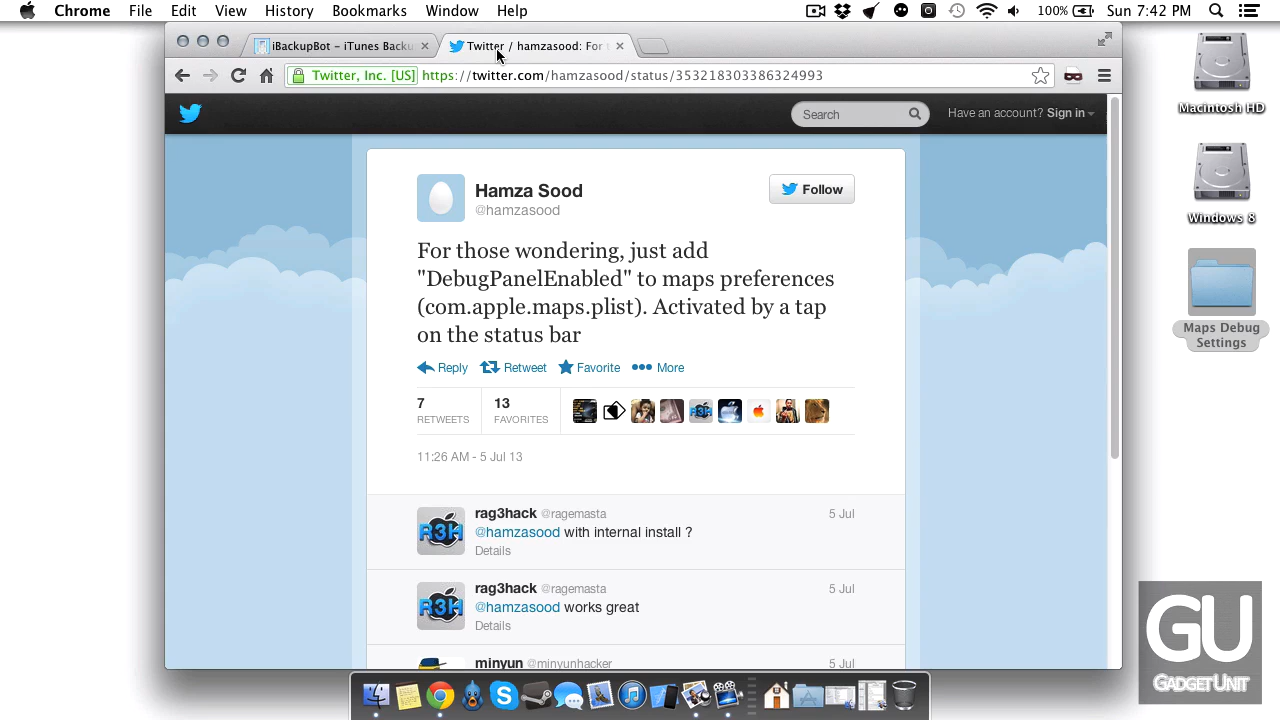 Chrome File Edit View History Bookmarks Window Help 100% Sun 7:42 PM
iBackupBot – iTunes Backu Twitter / hamzasood: For t
Twitter, Inc. [US] https://twitter.com/hamzasood/status/353218303386324993
Search Have an account? Sign in
Hamza Sood
@hamzasood
Follow
For those wondering, just add
"DebugPanelEnabled" to maps preferences
(com.apple.maps.plist). Activated by a tap
on the status bar
Reply Retweet Favorite More
7 13
RETWEETS FAVORITES
R3H
11:26 AM - 5 Jul 13
R3H
rag3hack @ragemasta 5 Jul
@hamzasood with internal install ?
Details
R3H
rag3hack @ragemasta 5 Jul
@hamzasood works great
Details
minyun @minyunhacker 5 Jul
Macintosh HD
Windows 8
Maps Debug
Settings
GU
GADGETUNIT